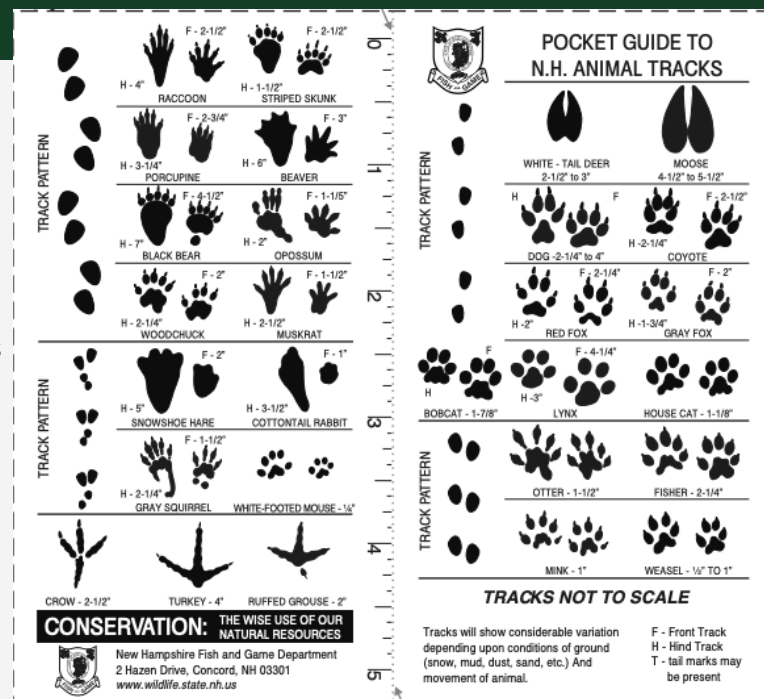 F - 2-1/2"
H - 4"
RACCOON
F - 2-1/2"
H - 1-1/2"
STRIPED SKUNK
F - 2-3/4"
H - 3-1/4"
PORCUPINE
F - 3"
H - 6"
BEAVER
TRACK PATTERN
F - 4-1/2"
H - 7"
BLACK BEAR
F - 1-1/5"
H - 2"
OPOSSUM
F - 2"
H - 2-1/4"
WOODCHUCK
F - 1-1/2"
H - 2-1/2"
MUSKRAT
F - 2"
H - 5"
SNOWSHOE HARE
F - 1"
H - 3-1/2"
COTTONTAIL RABBIT
TRACK PATTERN
F - 1-1/2"
H - 2-1/4"
GRAY SQUIRREL
WHITE-FOOTED MOUSE - ¼"
CROW - 2-1/2"
TURKEY - 4"
RUFFED GROUSE - 2"
CONSERVATION: THE WISE USE OF OUR
NATURAL RESOURCES
New Hampshire Fish and Game Department
2 Hazen Drive, Concord, NH 03301
www.wildlife.state.nh.us
0
1
2
3
4
5
FISH AND GAME
POCKET GUIDE TO
N.H. ANIMAL TRACKS
WHITE - TAIL DEER
2-1/2" to 3"
MOOSE
4-1/2" to 5-1/2"
TRACK PATTERN
H
F
DOG -2-1/4" to 4"
F - 2-1/2"
H -2-1/4"
COYOTE
F - 2-1/4"
H -2"
RED FOX
F - 2"
H -1-3/4"
GRAY FOX
F
H
BOBCAT - 1-7/8"
F - 4-1/4"
H -3"
LYNX
HOUSE CAT - 1-1/8"
TRACK PATTERN
OTTER - 1-1/2"
FISHER - 2-1/4"
MINK - 1"
WEASEL - ½" TO 1"
TRACKS NOT TO SCALE
Tracks will show considerable variation
depending upon conditions of ground
(snow, mud, dust, sand, etc.) And
movement of animal.
F - Front Track
H - Hind Track
T - tail marks may
be present